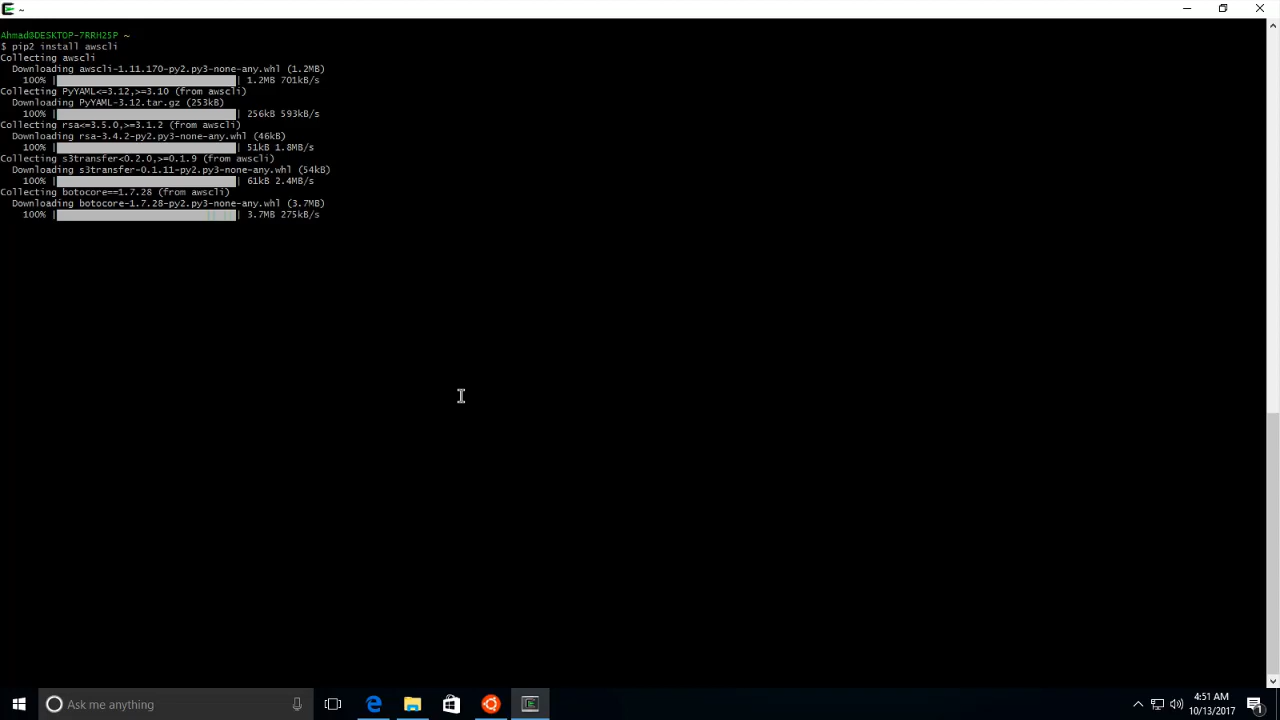 ~
Ahmad@DESKTOP-7RRH25P ~
$ pip2 install awscli
Collecting awscli
Downloading awscli-1.11.170-py2.py3-none-any.whl (1.2MB)
100% | | 1.2MB 701kB/s
Collecting PyYAML<=3.12,>=3.10 (from awscli)
Downloading PyYAML-3.12.tar.gz (253kB)
100% | | 256kB 593kB/s
Collecting rsa<=3.5.0,>=3.1.2 (from awscli)
Downloading rsa-3.4.2-py2.py3-none-any.whl (46kB)
100% | | 51kB 1.8MB/s
Collecting s3transfer<0.2.0,>=0.1.9 (from awscli)
Downloading s3transfer-0.1.11-py2.py3-none-any.whl (54kB)
100% | | 61kB 2.4MB/s
Collecting botocore==1.7.28 (from awscli)
Downloading botocore-1.7.28-py2.py3-none-any.whl (3.7MB)
100% | | 3.7MB 275kB/s
Ask me anything
4:51 AM
10/13/2017
1